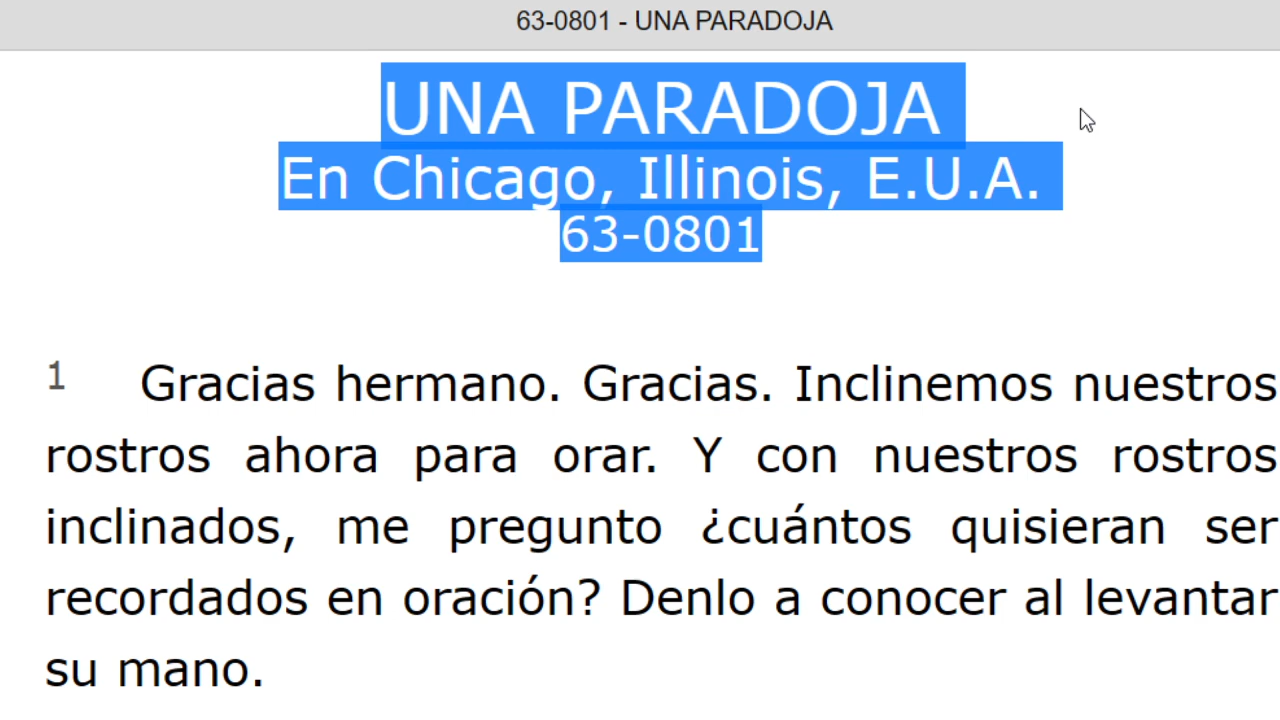 63-0801 - UNA PARADOJA
UNA PARADOJA
En Chicago, Illinois, E.U.A.
63-0801
1 Gracias hermano. Gracias. Inclinemos nuestros
rostros ahora para orar. Y con nuestros rostros
inclinados, me pregunto ¿cuántos quisieran ser
recordados en oración? Denlo a conocer al levantar
su mano.